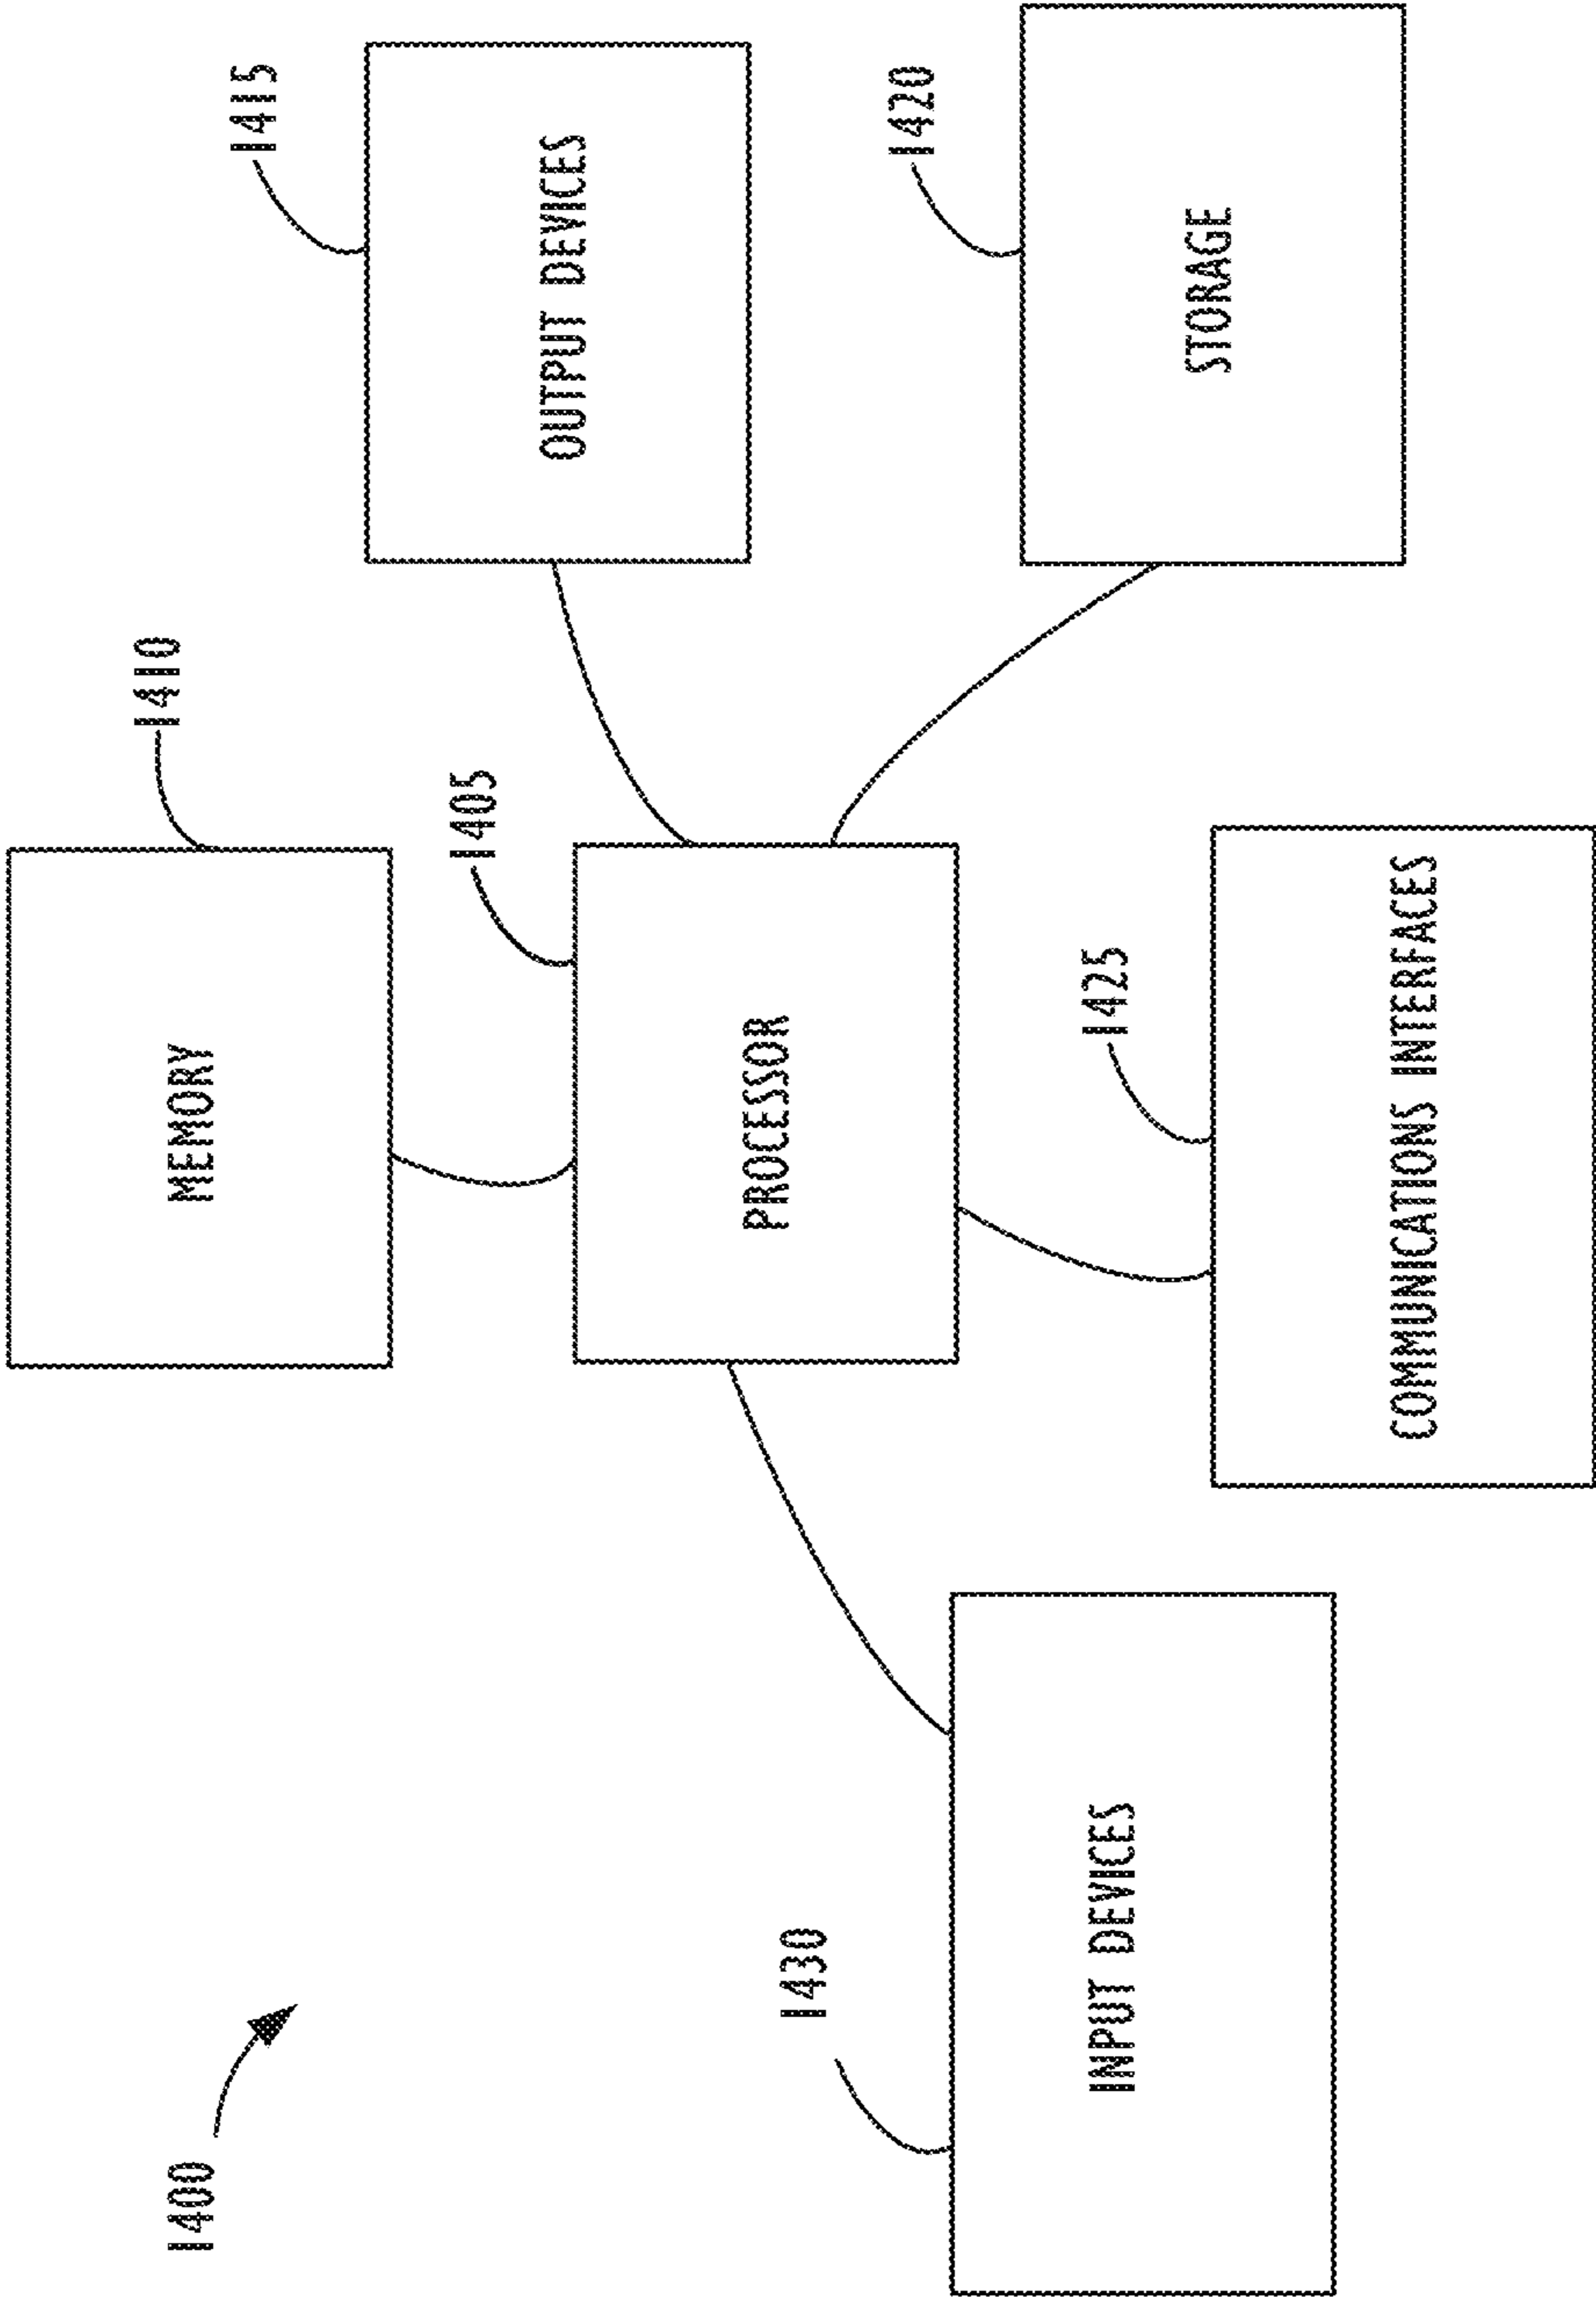 1400
1410
MEMORY
1415
1405
OUTPUT DEVICES
PROCESSOR
1430
1420
INPUT DEVICES
1425
STORAGE
COMMUNICATIONS INTERFACES